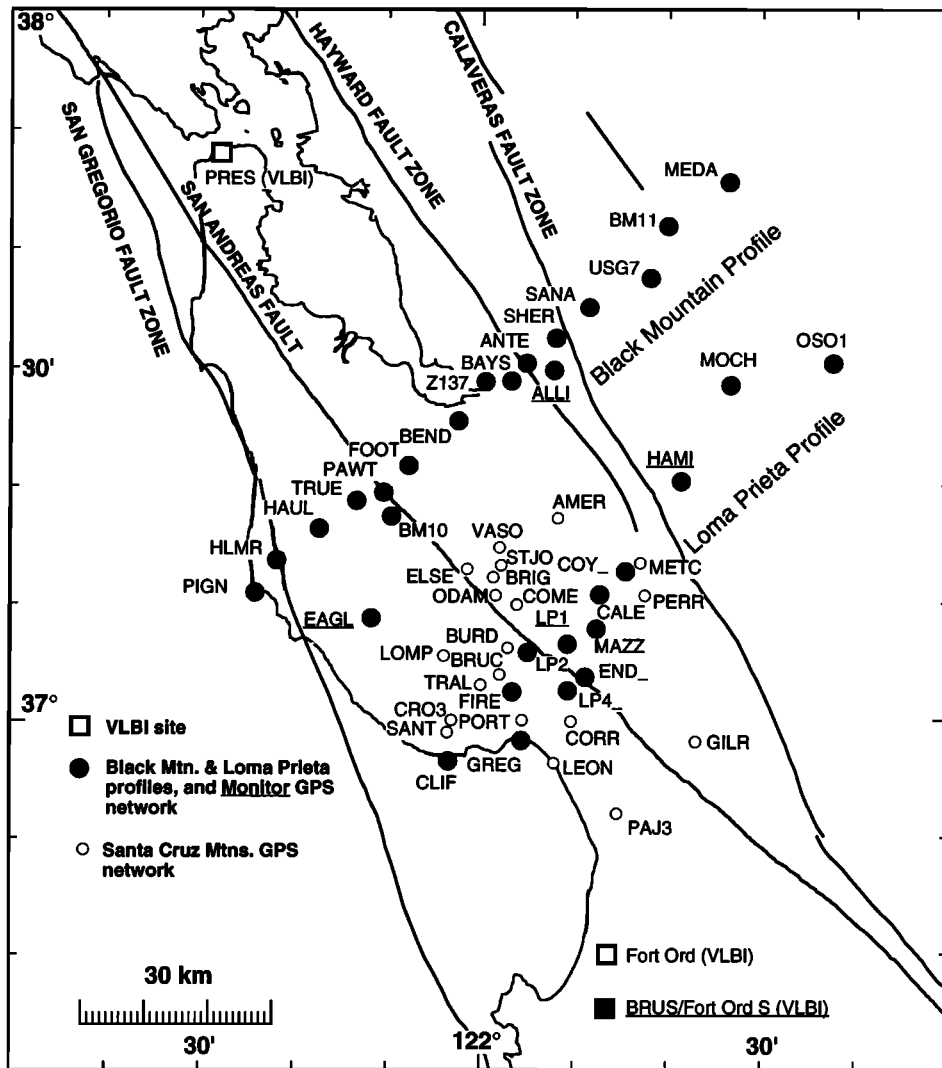 38°
HAYWARD FAULT ZONE
CALAVERAS FAULT ZONE
SAN GREGORIO FAULT ZONE
SAN ANDREAS FAULT
PRES (VLBI)
MEDA
BM11
USG7
SANA
SHER
Black Mountain Profile
ANTE
OSO1
30'
BAYS
MOCH
Z137_
ALLI
BEND
FOOT
HAMI
Loma Prieta Profile
PAWT
TRUE
HAUL
AMER
BM10
VASO
HLMR
STJO
COY_
METC
ELSE
BRIG
PIGN
ODAM
COME
PERR
EAGL
LP1
CALE
BURD
MAZZ
LOMP
BRUC
LP2
END_
TRAL
FIRE
LP4_
37°
CRO3
PORT
SANT
CORR
GILR
GREG
LEON
CLIF
PAJ3
VLBI site
Black Mtn. & Loma Prieta
profiles, and Monitor GPS
network
Santa Cruz Mtns. GPS
network
Fort Ord (VLBI)
30 km
BRUS/Fort Ord S (VLBI)
30'
122°
30'